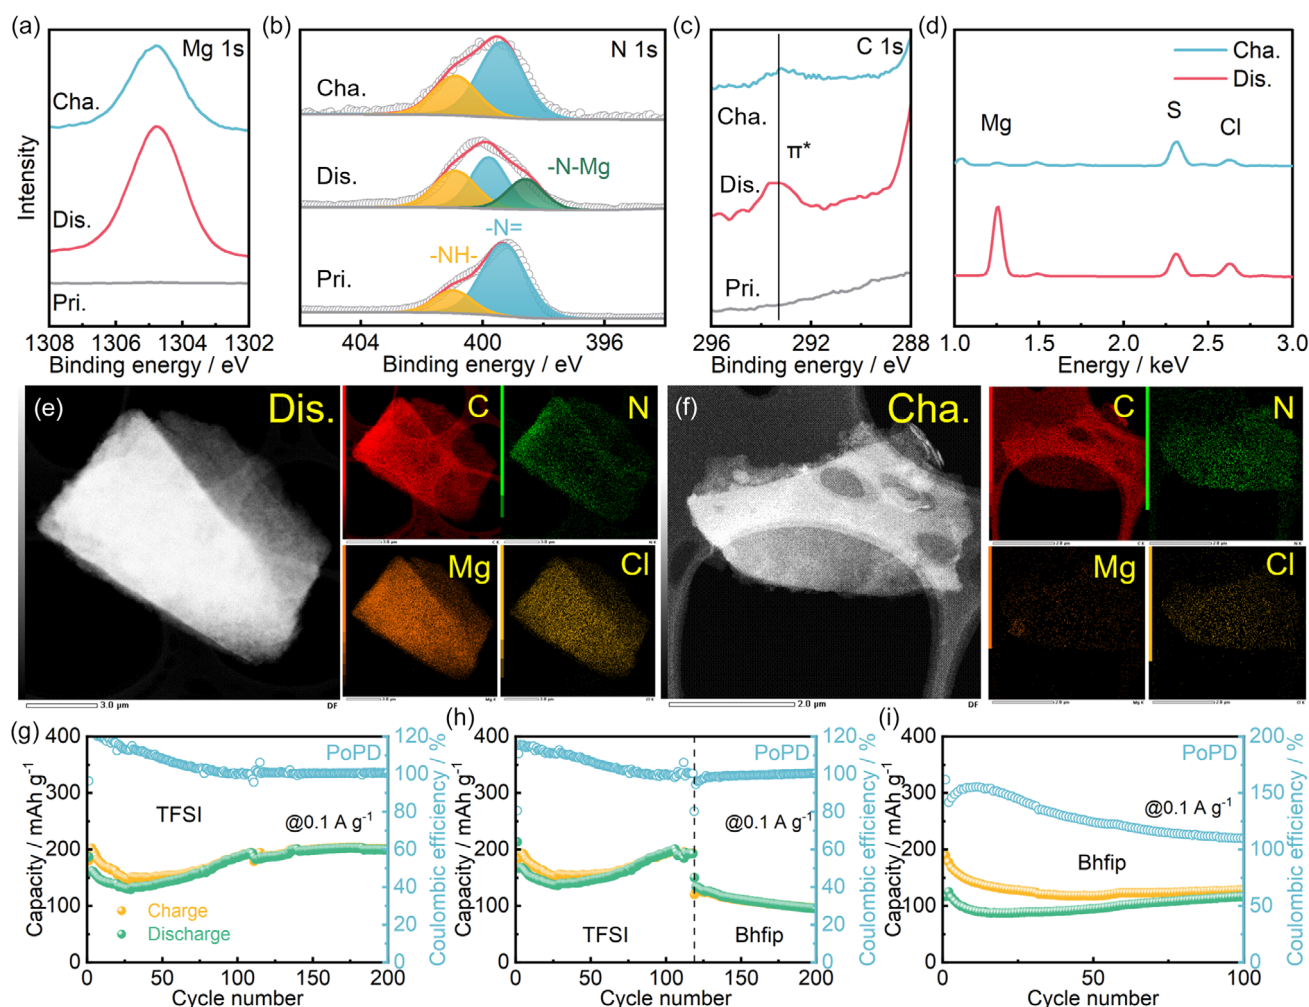 (a)
Mg 1s
Cha.
Dis.
Pri.
Intensity
1308 1306 1304 1302
Binding energy / eV
(b)
N 1s
Cha.
Dis.
-N-Mg
-N=
-NH-
Pri.
404 400 396
Binding energy / eV
(c)
C 1s
Cha.
π*
Dis.
Pri.
296 292 288
Binding energy / eV
(d)
Cha.
Dis.
Mg
S
Cl
1.0 1.5 2.0 2.5 3.0
Energy / keV
(e)
Dis.
3.0 μm
DF
C
N
Mg
Cl
(f)
Cha.
2.0 μm
DF
C
N
Mg
Cl
(g)
PoPD
TFSI
@0.1 A g-1
Charge
Discharge
Capacity / mAh g-1
400
300
200
100
0
Coulombic efficiency / %
120
100
80
60
40
20
0
0 50 100 150 200
Cycle number
(h)
PoPD
@0.1 A g-1
TFSI
Bhfip
Capacity / mAh g-1
400
300
200
100
0
Coulombic efficiency / %
120
100
80
60
40
20
0
0 50 100 150 200
Cycle number
(i)
PoPD
@0.1 A g-1
Bhfip
Capacity / mAh g-1
400
300
200
100
0
Coulombic efficiency / %
200
150
100
50
0
0 50 100
Cycle number